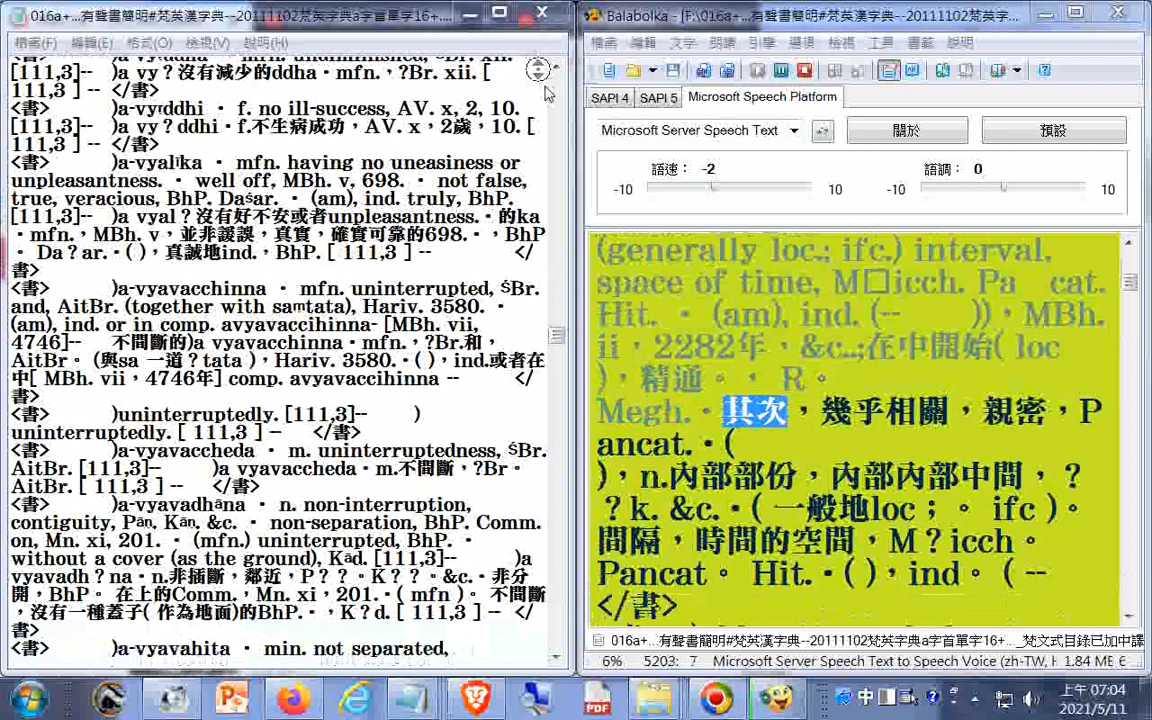 016a+...有聲書簡明#梵英漢字典--20111102梵英字典a字首單字16+...
檔案(F) 編輯(E) 格式(O) 檢視(V) 說明(H)
[111,3]-- )a vy?沒有減少的ddha‧mfn.,?Br. xii. [
111,3 ] -- </書>
<書> )a-vyṛddhi ‧ f. no ill-success, AV. x, 2, 10.
[111,3]-- )a vy?ddhi‧f.不生病成功,AV. x,2歲,10. [
111,3 ] -- </書>
<書> )a-vyalīka ‧ mfn. having no uneasiness or
unpleasantness. ‧ well off, MBh. v, 698. ‧ not false,
true, veracious, BhP. Daśar. ‧ (am), ind. truly, BhP.
[111,3]-- )a vyal?沒有好不安或者unpleasantness.‧的ka
‧mfn.,MBh. v,並非謾誤,真實,確實可靠的698.‧,BhP
‧ Da?ar.‧( ),真誠地ind.,BhP. [ 111,3 ] -- </
書>
<書> )a-vyavacchinna ‧ mfn. uninterrupted, ŚBr.
and, AitBr. (together with saṃtata), Hariv. 3580. ‧
(am), ind. or in comp. avyavaccihinna- [MBh. vii,
4746]-- 不間斷的)a vyavacchinna‧mfn.,?Br.和,
AitBr。(與sa 一道?tata ),Hariv. 3580.‧( ),ind.或者在
中[ MBh. vii,4746年] comp. avyavaccihinna -- </
書>
<書> )uninterruptedly. [111,3]-- )
uninterruptedly. [ 111,3 ] -- </書>
<書> )a-vyavaccheda ‧ m. uninterruptedness, ŚBr.
AitBr. [111,3]-- )a vyavaccheda‧m.不間斷,?Br。
AitBr. [ 111,3 ] -- </書>
<書> )a-vyavadhāna ‧ n. non-interruption,
contiguity, Pāṇ, Kāṇ. &c. ‧ non-separation, BhP. Comm.
on, Mn. xi, 201. ‧ (mfn.) uninterrupted, BhP. ‧
without a cover (as the ground), Kād. [111,3]-- )a
vyavadh?na‧n.非插斷,鄰近,P??。K??。&c.‧非分
開,BhP。 在上的Comm., Mn. xi,201.‧( mfn )。 不間斷
,沒有一種蓋子( 作為地面)的BhP.‧,K?d. [ 111,3 ] -- </
書>
<書> )a-vyavahita ‧ min. not separated,
Balabolka - [F:\016a+...有聲書簡明#梵英漢字典--20111102梵英字...
檔案 編輯 文字 朗讀 引擎 選項 檢視 工具 書籤 說明
SAPI 4 SAPI 5 Microsoft Speech Platform
Microsoft Server Speech Text 關於 預設
語速: -2 語調: 0
-10 10 -10 10
(generally loc.; ifc.) interval,
space of time, M□icch. Pa cat.
Hit. ‧ (am), ind. (-- )),MBh.
ii,2282年,&c..;在中開始( loc
),精通。, R。
Megh.‧其次,幾乎相關,親密,P
ancat.‧(
),n.內部部份,內部內部中間,?
?k. &c.‧( 一般地loc;。 ifc )。
間隔,時間的空間,M?icch。
Pancat。 Hit.‧( ),ind。 ( --
</書>
016a+...有聲書簡明#梵英漢字典--20111102梵英字典a字首單字16+..._梵文式目錄已加中譯
6% 5203: 7 Microsoft Server Speech Text to Speech Voice (zh-TW, H 1.84 MB 6
中 上午 07:04
2021/5/11